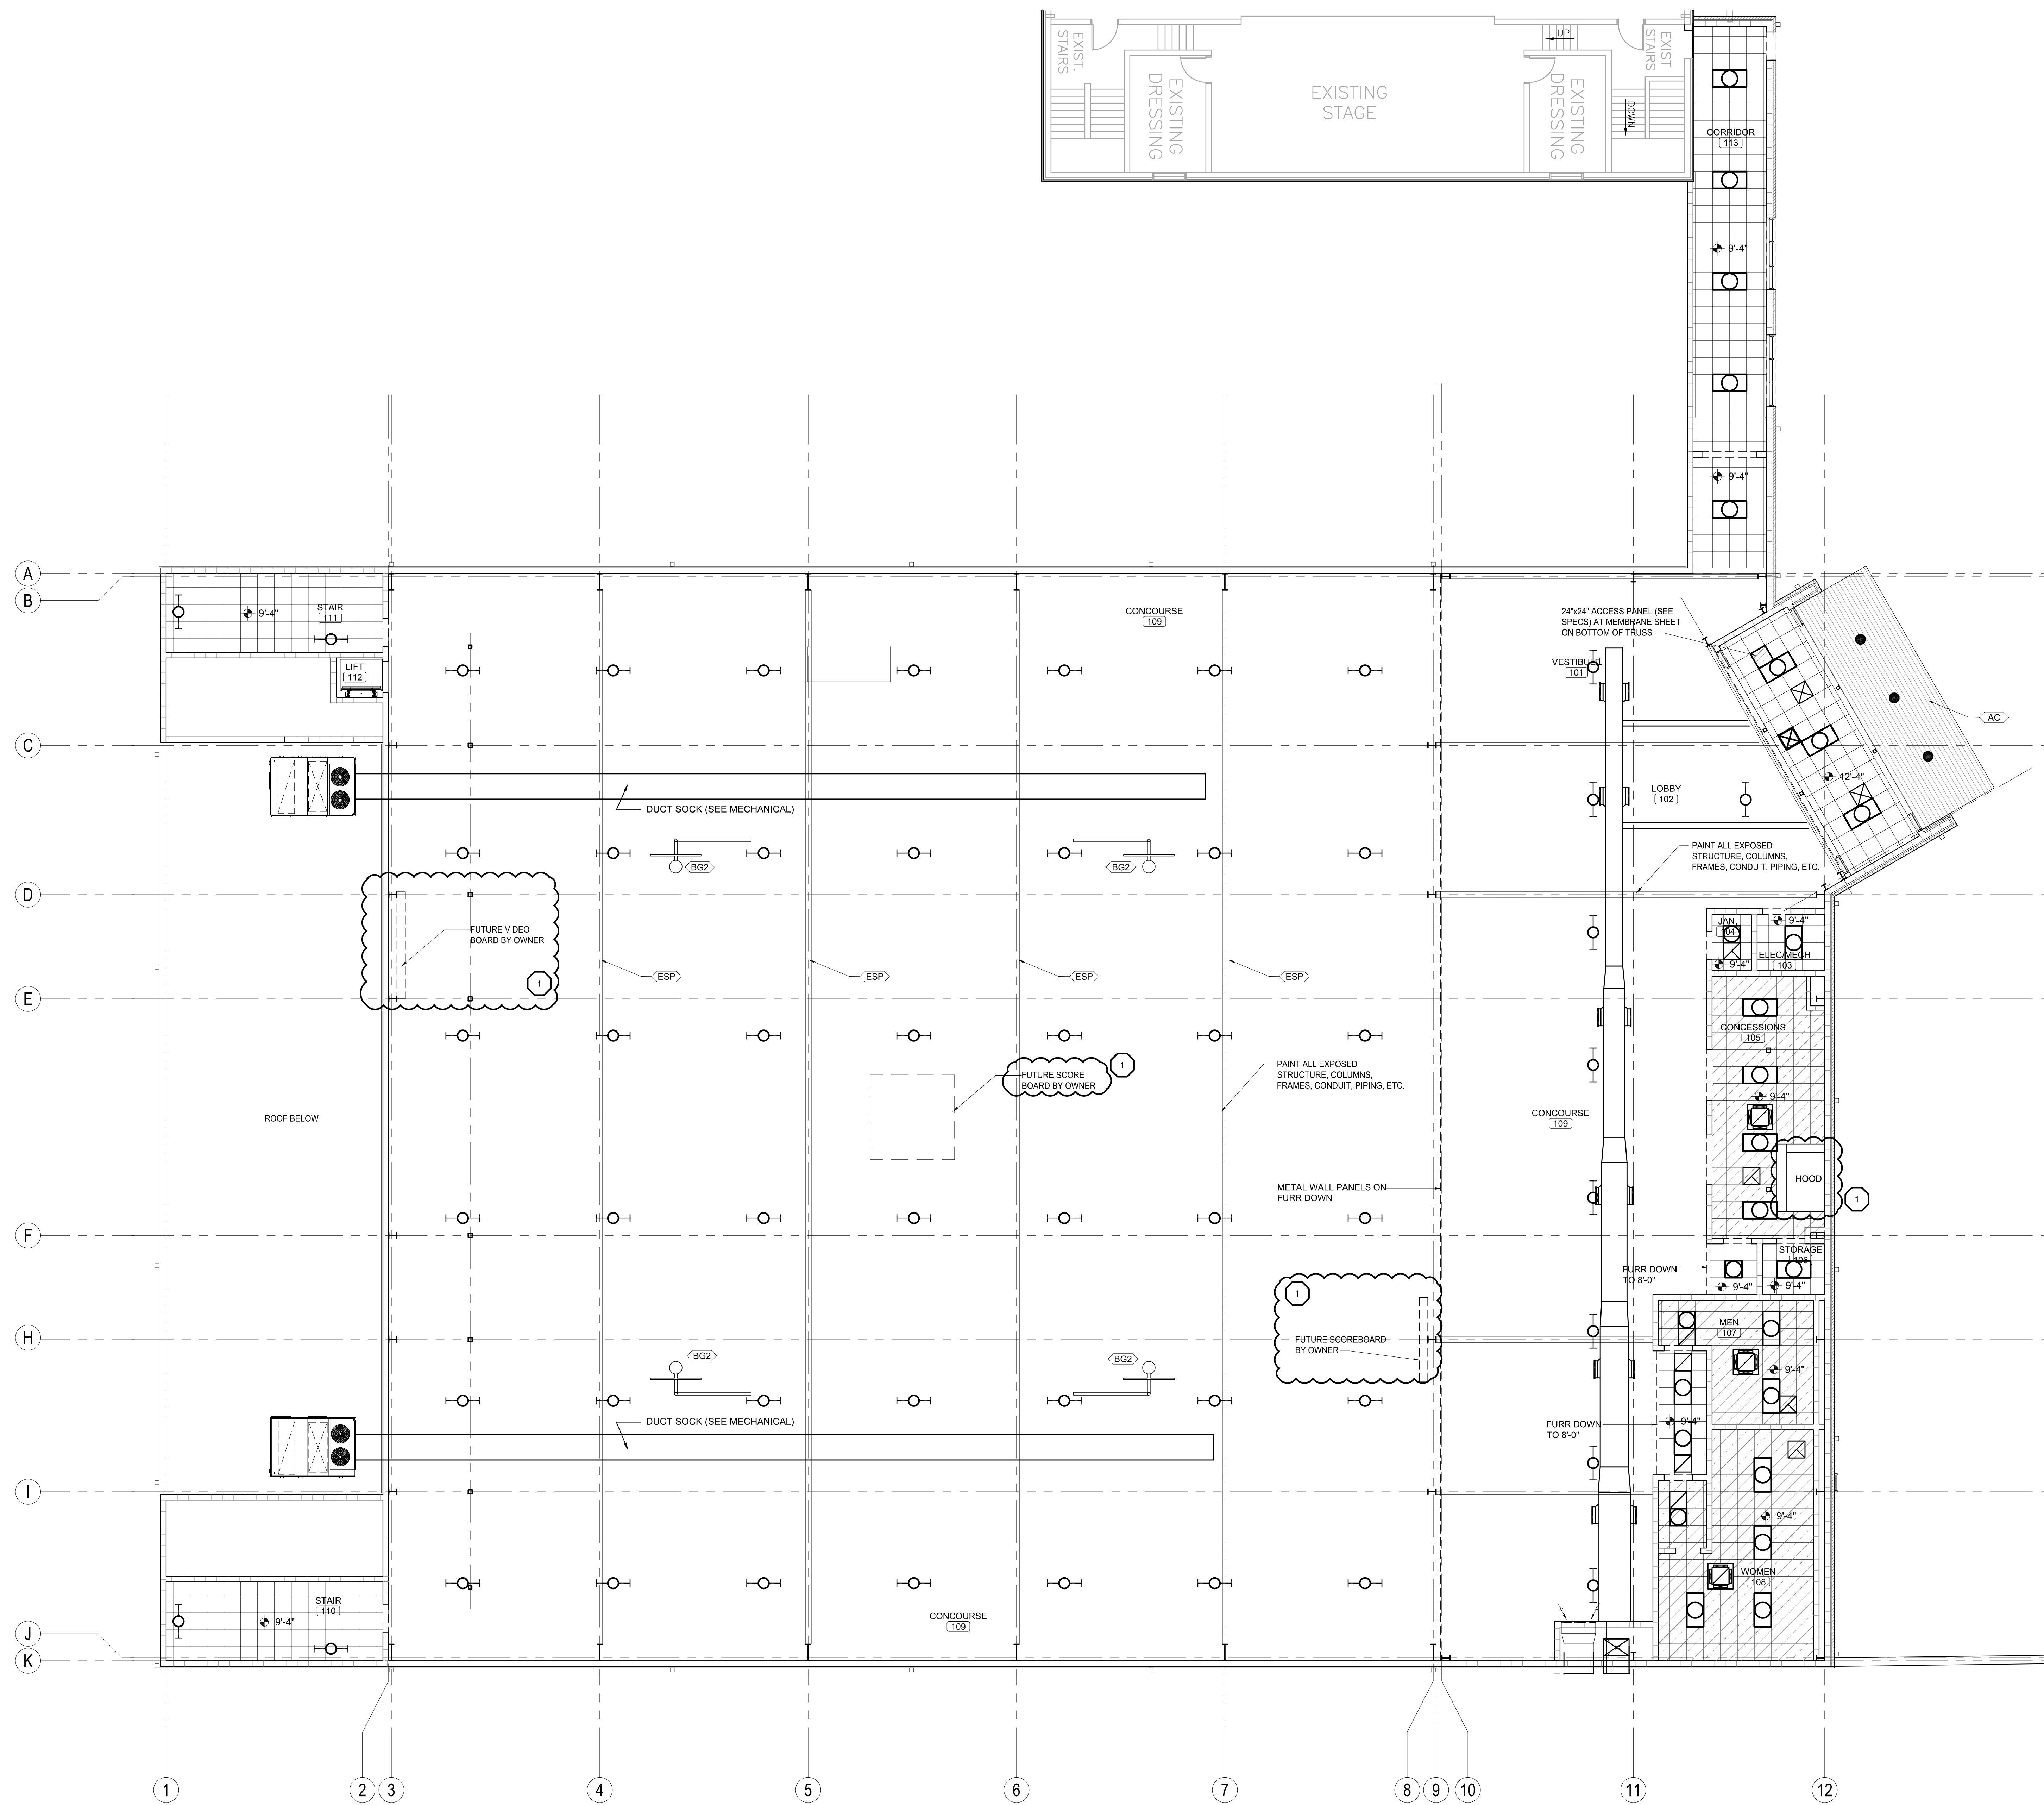 EXIST.
STAIRS
EXISTING
DRESSING
EXISTING
STAGE
UP
EXISTING
DRESSING
EXIST
STAIRS
DOWN
CORRIDOR
113
9'-4"
9'-4"
A
B
STAIR
111
9'-4"
LIFT
112
CONCOURSE
109
24"x24" ACCESS PANEL (SEE
SPECS) AT MEMBRANE SHEET
ON BOTTOM OF TRUSS
VESTIBULE
101
AC
C
12'-4"
LOBBY
102
DUCT SOCK (SEE MECHANICAL)
PAINT ALL EXPOSED
STRUCTURE, COLUMNS,
FRAMES, CONDUIT, PIPING, ETC.
BG2
BG2
D
FUTURE VIDEO
BOARD BY OWNER
1
JAN.
104
9'-4"
9'-4"
ELEC/MECH
103
ESP
ESP
ESP
ESP
E
CONCESSIONS
105
9'-4"
FUTURE SCORE
BOARD BY OWNER
1
PAINT ALL EXPOSED
STRUCTURE, COLUMNS,
FRAMES, CONDUIT, PIPING, ETC.
ROOF BELOW
CONCOURSE
109
METAL WALL PANELS ON
FURR DOWN
HOOD
1
F
STORAGE
106
FURR DOWN
TO 8'-0"
9'-4"
9'-4"
1
FUTURE SCOREBOARD
BY OWNER
H
MEN
107
9'-4"
BG2
BG2
DUCT SOCK (SEE MECHANICAL)
FURR DOWN
TO 8'-0"
9'-4"
I
9'-4"
WOMEN
108
STAIR
110
9'-4"
CONCOURSE
109
J
K
1
2
3
4
5
6
7
8
9
10
11
12